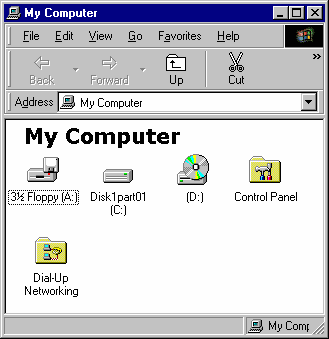 My Computer
File Edit View Go Favorites Help
Back Forward Up Cut
Address My Computer
My Computer
3½ Floppy (A:) Disk1part01 (C:) (D:) Control Panel
Dial-Up Networking
My Comp